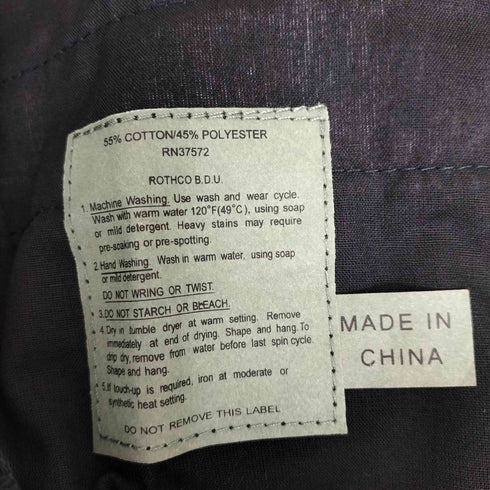 55% COTTON/45% POLYESTER
RN37572
ROTHCO B.D.U.
1. Machine Washing. Use wash and wear cycle.
Wash with warm water 120°F(49°C), using soap
or mild detergent. Heavy stains may require
pre-soaking or pre-spotting.
2. Hand Washing. Wash in warm water, using soap
or mild detergent.
DO NOT WRING OR TWIST.
3. DO NOT STARCH OR BLEACH.
4. Dry in tumble dryer at warm setting. Remove
immediately at end of drying. Shape and hang. To
drip dry, remove from water before last spin cycle.
Shape and hang.
5. If touch-up is required, iron at moderate or
synthetic heat setting.
DO NOT REMOVE THIS LABEL
MADE IN
CHINA